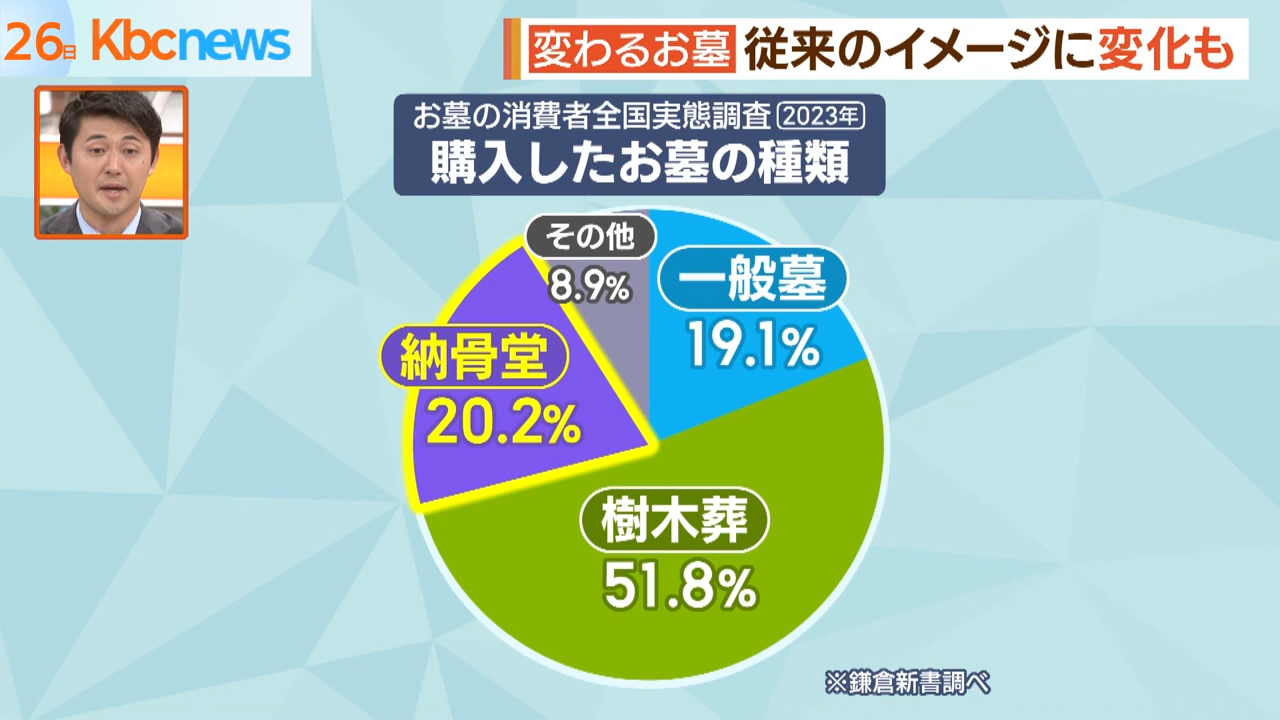 26日 Kbcnews
変わるお墓 従来のイメージに変化も
お墓の消費者全国実態調査 2023年
購入したお墓の種類
その他
8.9%
一般墓
19.1%
納骨堂
20.2%
樹木葬
51.8%
※鎌倉新書調べ